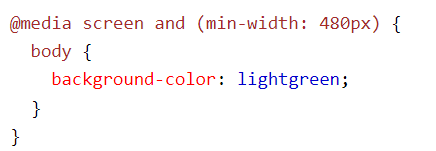 @media screen and (min-width: 480px) {
  body {
    background-color: lightgreen;
  }
}